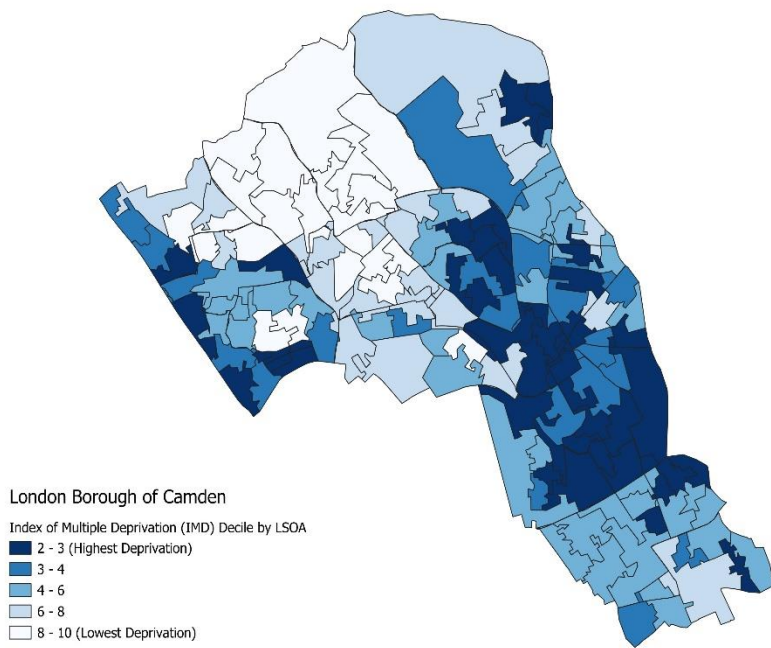 London Borough of Camden
Index of Multiple Deprivation (IMD) Decile by LSOA
2 - 3 (Highest Deprivation)
3 - 4
4 - 6
6 - 8
8 - 10 (Lowest Deprivation)